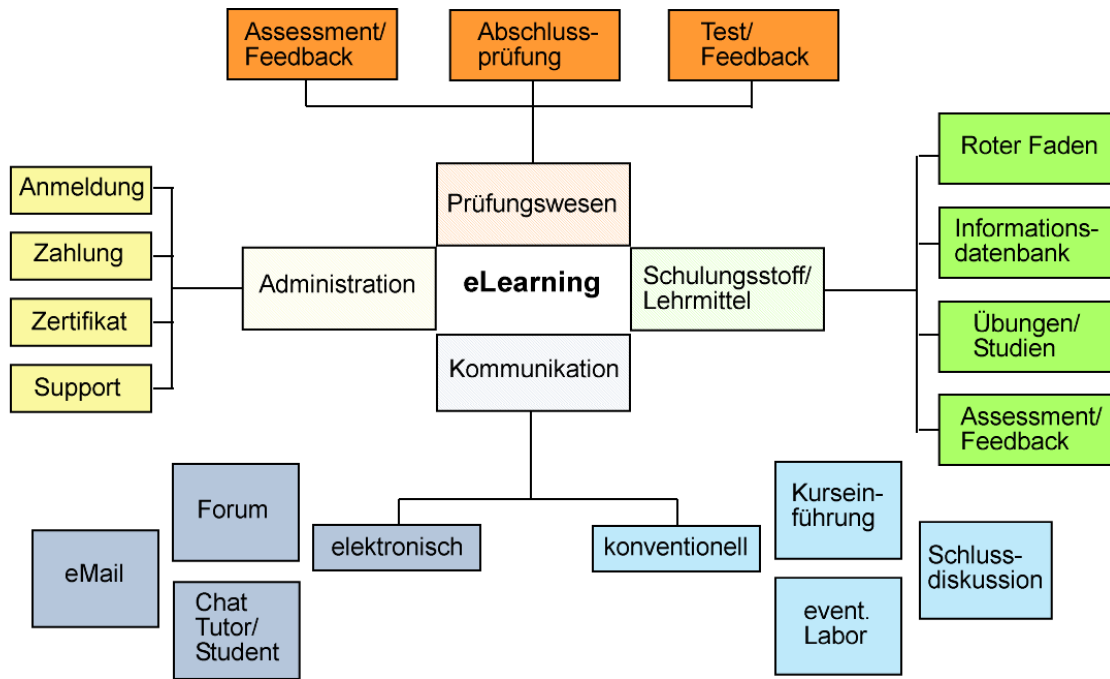 Assessment/
Feedback
Abschluss-
prüfung
Test/
Feedback
Anmeldung
Zahlung
Zertifikat
Support
Administration
Prüfungswesen
eLearning
Kommunikation
Schulungsstoff/
Lehrmittel
Roter Faden
Informations-
datenbank
Übungen/
Studien
Assessment/
Feedback
eMail
Forum
Chat
Tutor/
Student
elektronisch
konventionell
Kursein-
führung
event.
Labor
Schluss-
diskussion